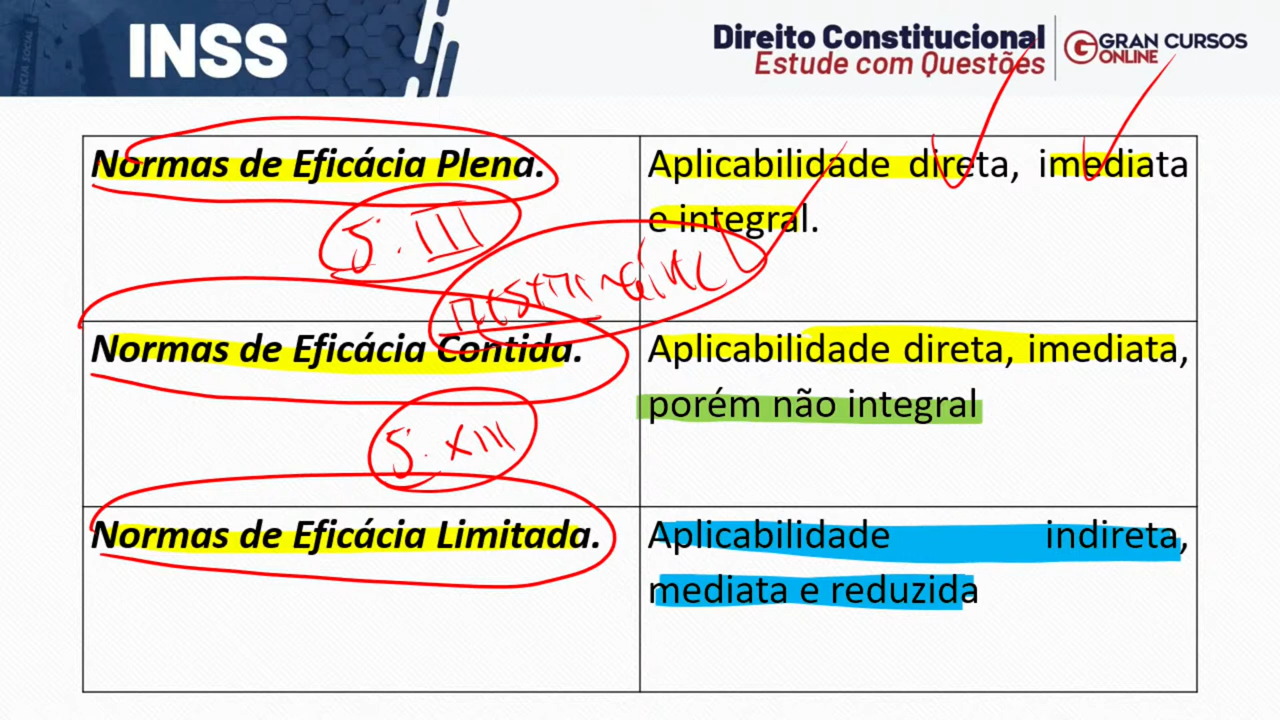 INSS
Direito Constitucional
Estude com Questões
GRAN CURSOS
ONLINE
Normas de Eficácia Plena.
Aplicabilidade direta, imediata
e integral.
5. III
Normas de Eficácia Contida.
Aplicabilidade direta, imediata,
porém não integral
5. XIII
Normas de Eficácia Limitada.
Aplicabilidade indireta,
mediata e reduzida